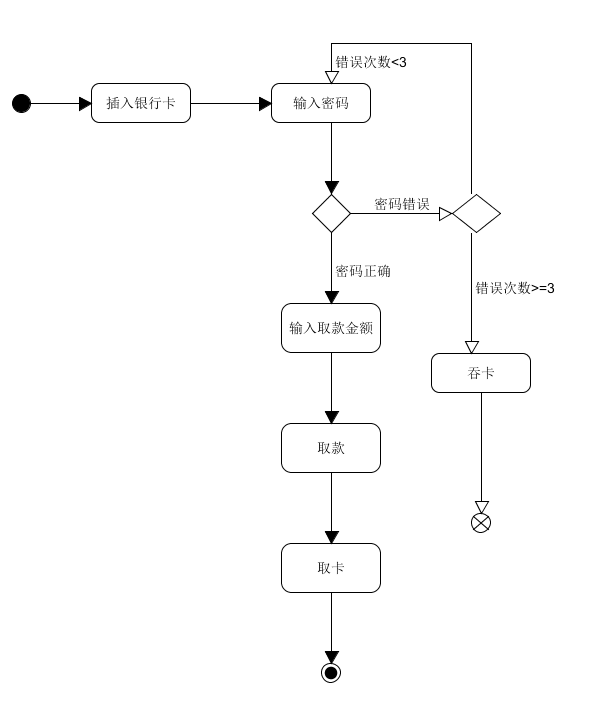 错误次数<3
插入银行卡
输入密码
密码错误
密码正确
错误次数>=3
输入取款金额
吞卡
取款
取卡